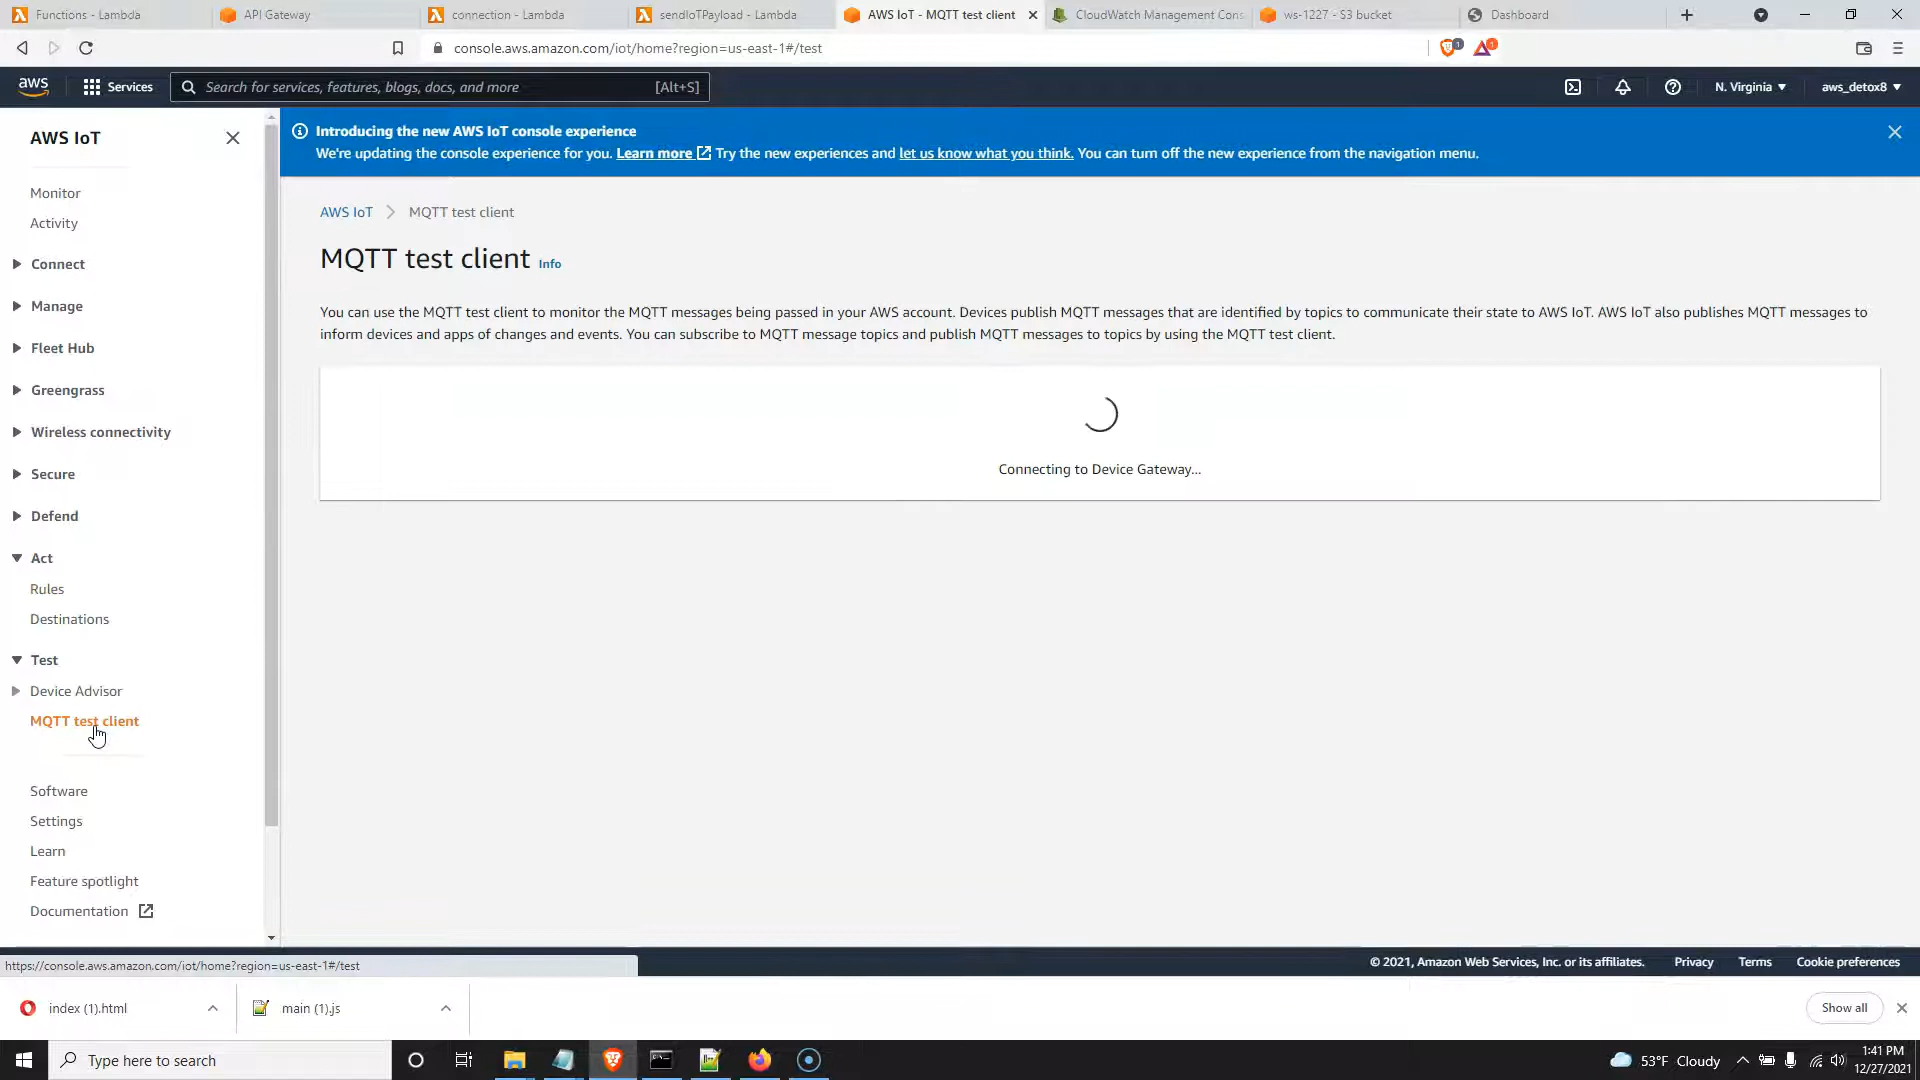 Functions - Lambda
API Gateway
connection - Lambda
sendIoTPayload - Lambda
AWS IoT - MQTT test client
CloudWatch Management Cons
ws-1227 - S3 bucket
Dashboard
console.aws.amazon.com/iot/home?region=us-east-1#/test
1
1
aws
Services
Search for services, features, blogs, docs, and more
[Alt+S]
N. Virginia
aws_detox8
AWS IoT
Monitor
Activity
Connect
Manage
Fleet Hub
Greengrass
Wireless connectivity
Secure
Defend
Act
Rules
Destinations
Test
Device Advisor
MQTT test client
Software
Settings
Learn
Feature spotlight
Documentation
Introducing the new AWS IoT console experience
We're updating the console experience for you. Learn more Try the new experiences and let us know what you think. You can turn off the new experience from the navigation menu.
AWS IoT
MQTT test client
MQTT test client Info
You can use the MQTT test client to monitor the MQTT messages being passed in your AWS account. Devices publish MQTT messages that are identified by topics to communicate their state to AWS IoT. AWS IoT also publishes MQTT messages to
inform devices and apps of changes and events. You can subscribe to MQTT message topics and publish MQTT messages to topics by using the MQTT test client.
Connecting to Device Gateway...
https://console.aws.amazon.com/iot/home?region=us-east-1#/test
© 2021, Amazon Web Services, Inc. or its affiliates.
Privacy
Terms
Cookie preferences
index (1).html
main (1).js
Show all
Type here to search
53°F Cloudy
1:41 PM
12/27/2021